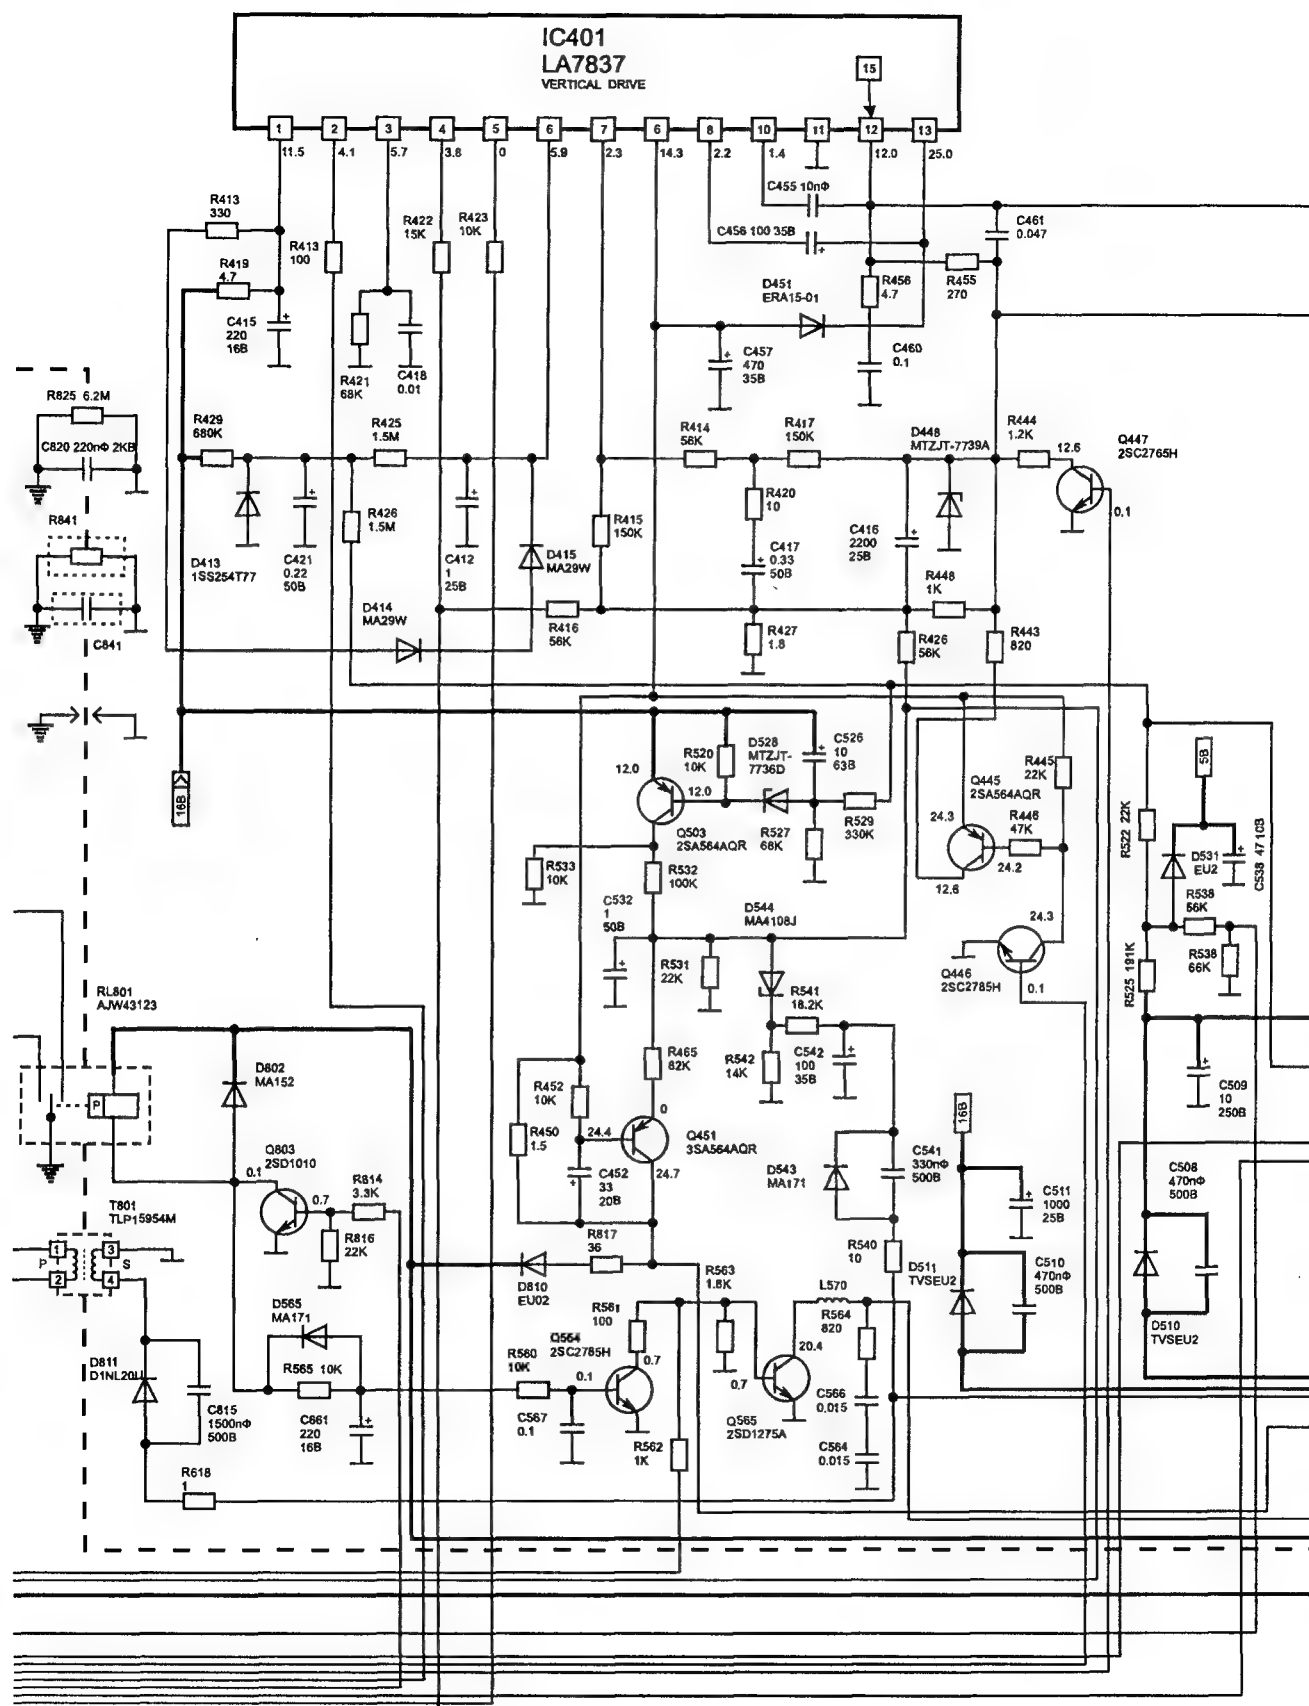 IC401
LA7837
VERTICAL DRIVE
15
1
2
3
4
5
6
7
6
8
10
11
12
13
11.5
4.1
5.7
3.8
0
5.9
2.3
14.3
2.2
1.4
12.0
25.0
C455 10nФ
R413
330
R413
100
R422
15K
R423
10K
C461
0.047
C456 100 35B
R419
4.7
D451
ERA15-01
R456
4.7
R455
270
C415
220
16B
R421
68K
C418
0.01
C457
470
35B
C460
0.1
R825 6.2M
C820 220nФ 2KB
R429
680K
R425
1.5M
R414
56K
R417
150K
D448
MTZJT-7739A
R444
1.2K
12.6
Q447
2SC2765H
0.1
R841
R426
1.5M
R420
10
R415
150K
C416
2200
25B
D413
1SS254T77
C421
0.22
50B
C412
1
25B
D415
MA29W
C417
0.33
50B
R448
1K
C841
D414
MA29W
R416
56K
R427
1.8
R426
56K
R443
820
16B
12.0
R520
10K
D528
MTZJT-
7736D
C526
10
63B
12.0
Q503
2SA564AQR
R527
68K
R529
330K
Q445
2SA564AQR
R445
22K
24.3
R446
47K
24.2
12.6
5B
R522 22K
D531
EU2
C538 47 10B
R533
10K
R532
100K
C532
1
50B
D544
MA4108J
R538
56K
24.3
Q446
2SC2785H
0.1
R525 191K
R538
66K
R531
22K
R541
18.2K
RL801
AJW43123
P
D802
MA152
R465
82K
R542
14K
C542
100
35B
C509
10
250B
R452
10K
R450
1.5
24.4
0
Q451
3SA564AQR
24.7
16B
C452
33
20B
Q803
2SD1010
0.1
0.7
R814
3.3K
R816
22K
D543
MA171
C541
330nФ
500B
C511
1000
25B
C508
470nФ
500B
T801
TLP15954M
1
2
3
4
P
S
R817
36
D810
EU02
R540
10
D511
TVSEU2
C510
470nФ
500B
R563
1.8K
L570
R564
820
D510
TVSEU2
D565
MA171
R561
100
Q564
2SC2785H
20.4
R560
10K
0.1
0.7
0.7
D811
D1NL20U
R565 10K
C815
1500nФ
500B
C661
220
16B
C567
0.1
R562
1K
Q565
2SD1275A
C566
0.015
C564
0.015
R618
1